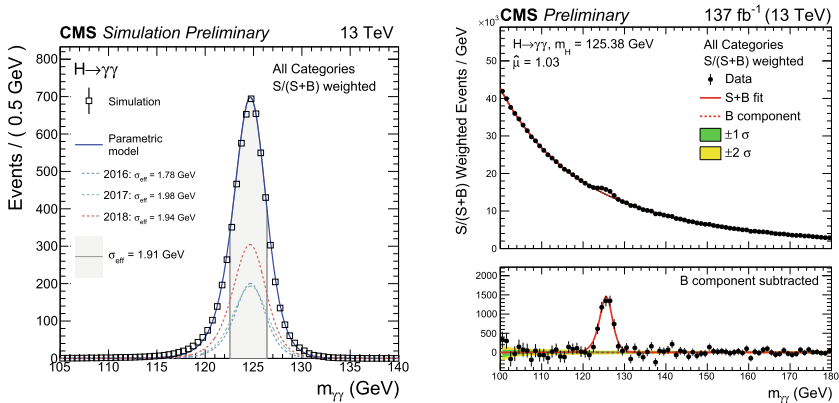 CMS Simulation Preliminary 13 TeV
Events / ( 0.5 GeV )
H→γγ
All Categories
S/(S+B) weighted
Simulation
Parametric
model
2016: σeff = 1.78 GeV
2017: σeff = 1.98 GeV
2018: σeff = 1.94 GeV
σeff = 1.91 GeV
800
700
600
500
400
300
200
100
0
105 110 115 120 125 130 135 140
mγγ (GeV)
CMS Preliminary 137 fb⁻¹ (13 TeV)
×10³
S/(S+B) Weighted Events / GeV
H→γγ, mH = 125.38 GeV
μ̂ = 1.03
All Categories
S/(S+B) weighted
Data
S+B fit
B component
±1 σ
±2 σ
50
40
30
20
10
0
B component subtracted
2000
1500
1000
500
0
100 110 120 130 140 150 160 170 180
mγγ (GeV)